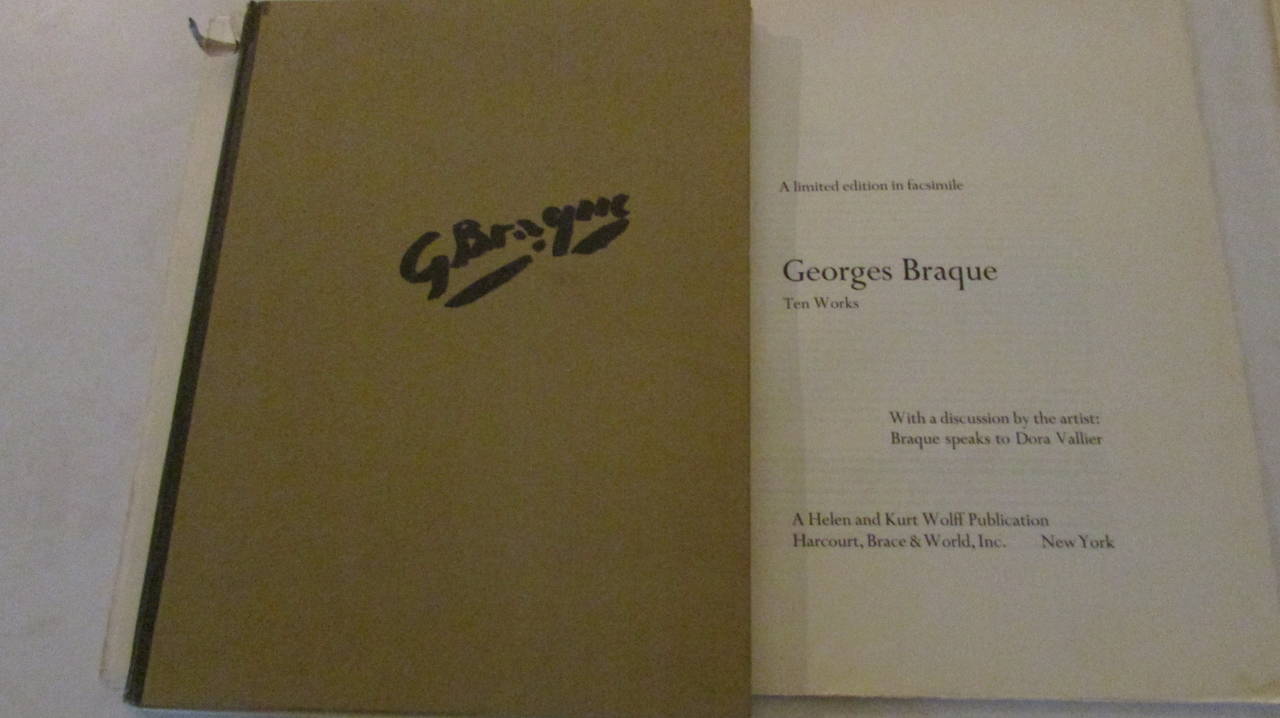 G Braque
A limited edition in facsimile
Georges Braque
Ten Works
With a discussion by the artist:
Braque speaks to Dora Vallier
A Helen and Kurt Wolff Publication
Harcourt, Brace & World, Inc. New York